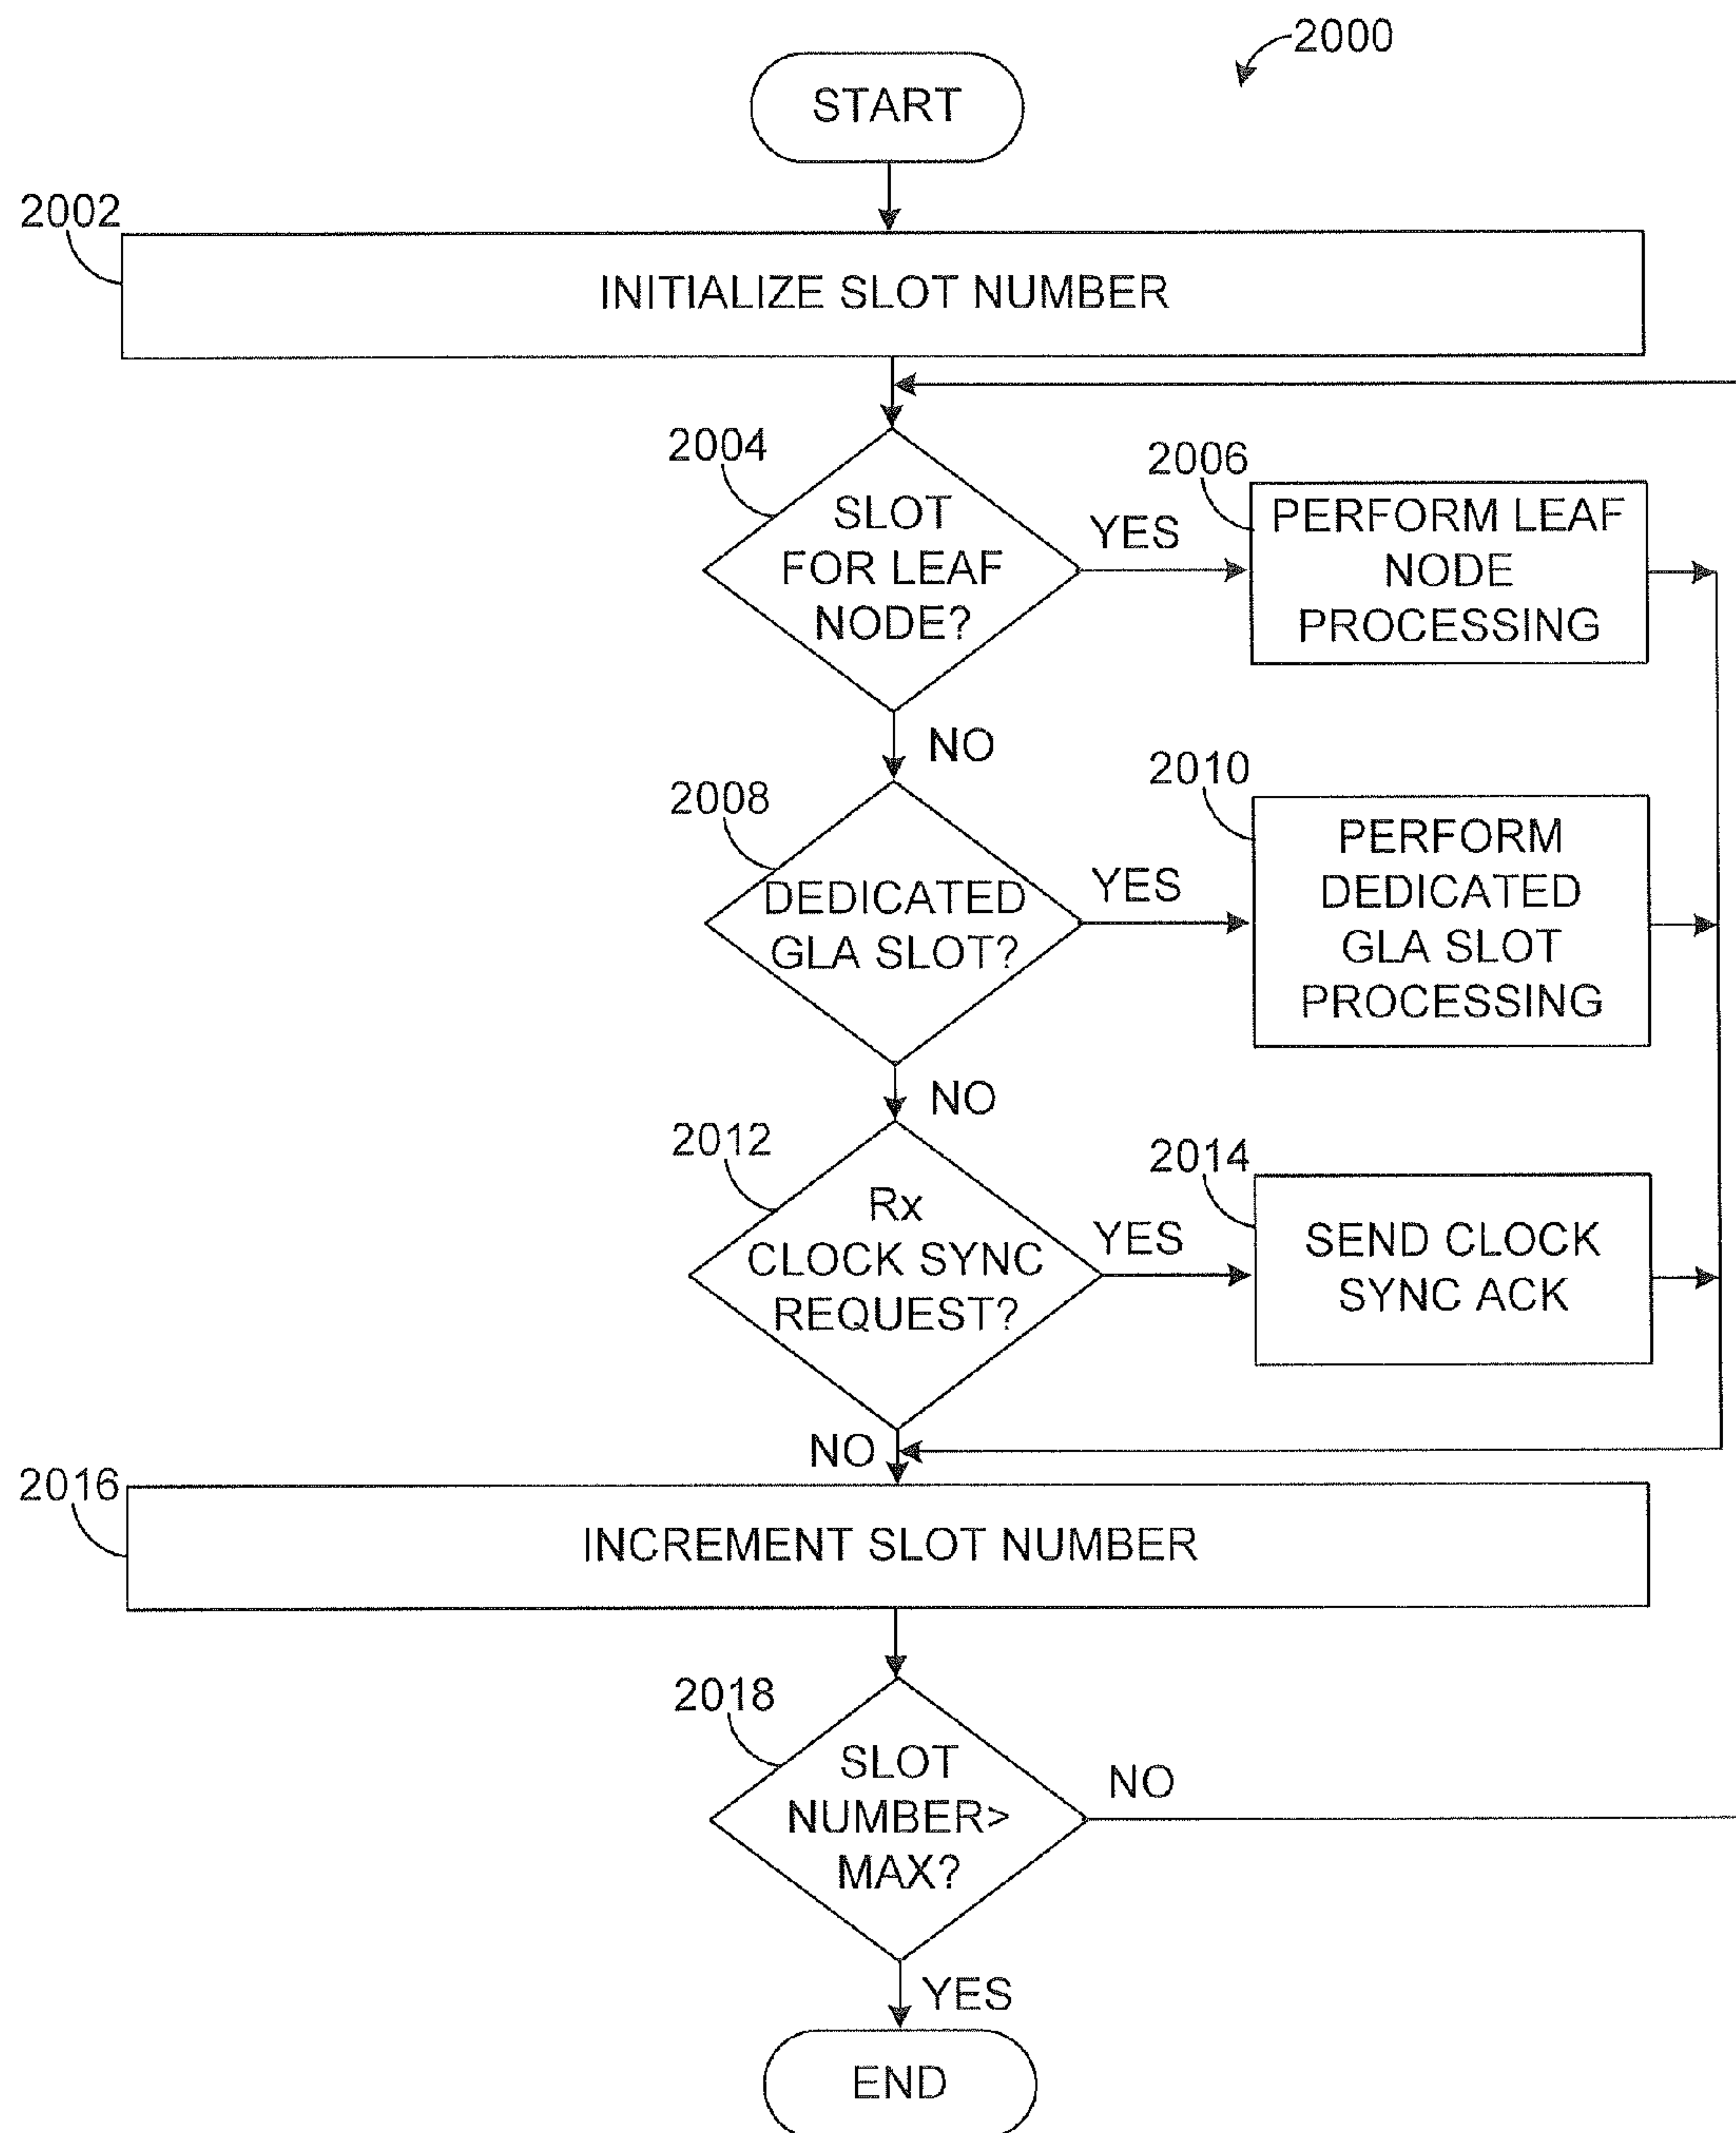 2000
START
2002
INITIALIZE SLOT NUMBER
2004
SLOT
FOR LEAF
NODE?
YES
2006
PERFORM LEAF
NODE
PROCESSING
NO
2008
DEDICATED
GLA SLOT?
YES
2010
PERFORM
DEDICATED
GLA SLOT
PROCESSING
NO
2012
Rx
CLOCK SYNC
REQUEST?
YES
2014
SEND CLOCK
SYNC ACK
NO
2016
INCREMENT SLOT NUMBER
2018
SLOT
NUMBER>
MAX?
NO
YES
END